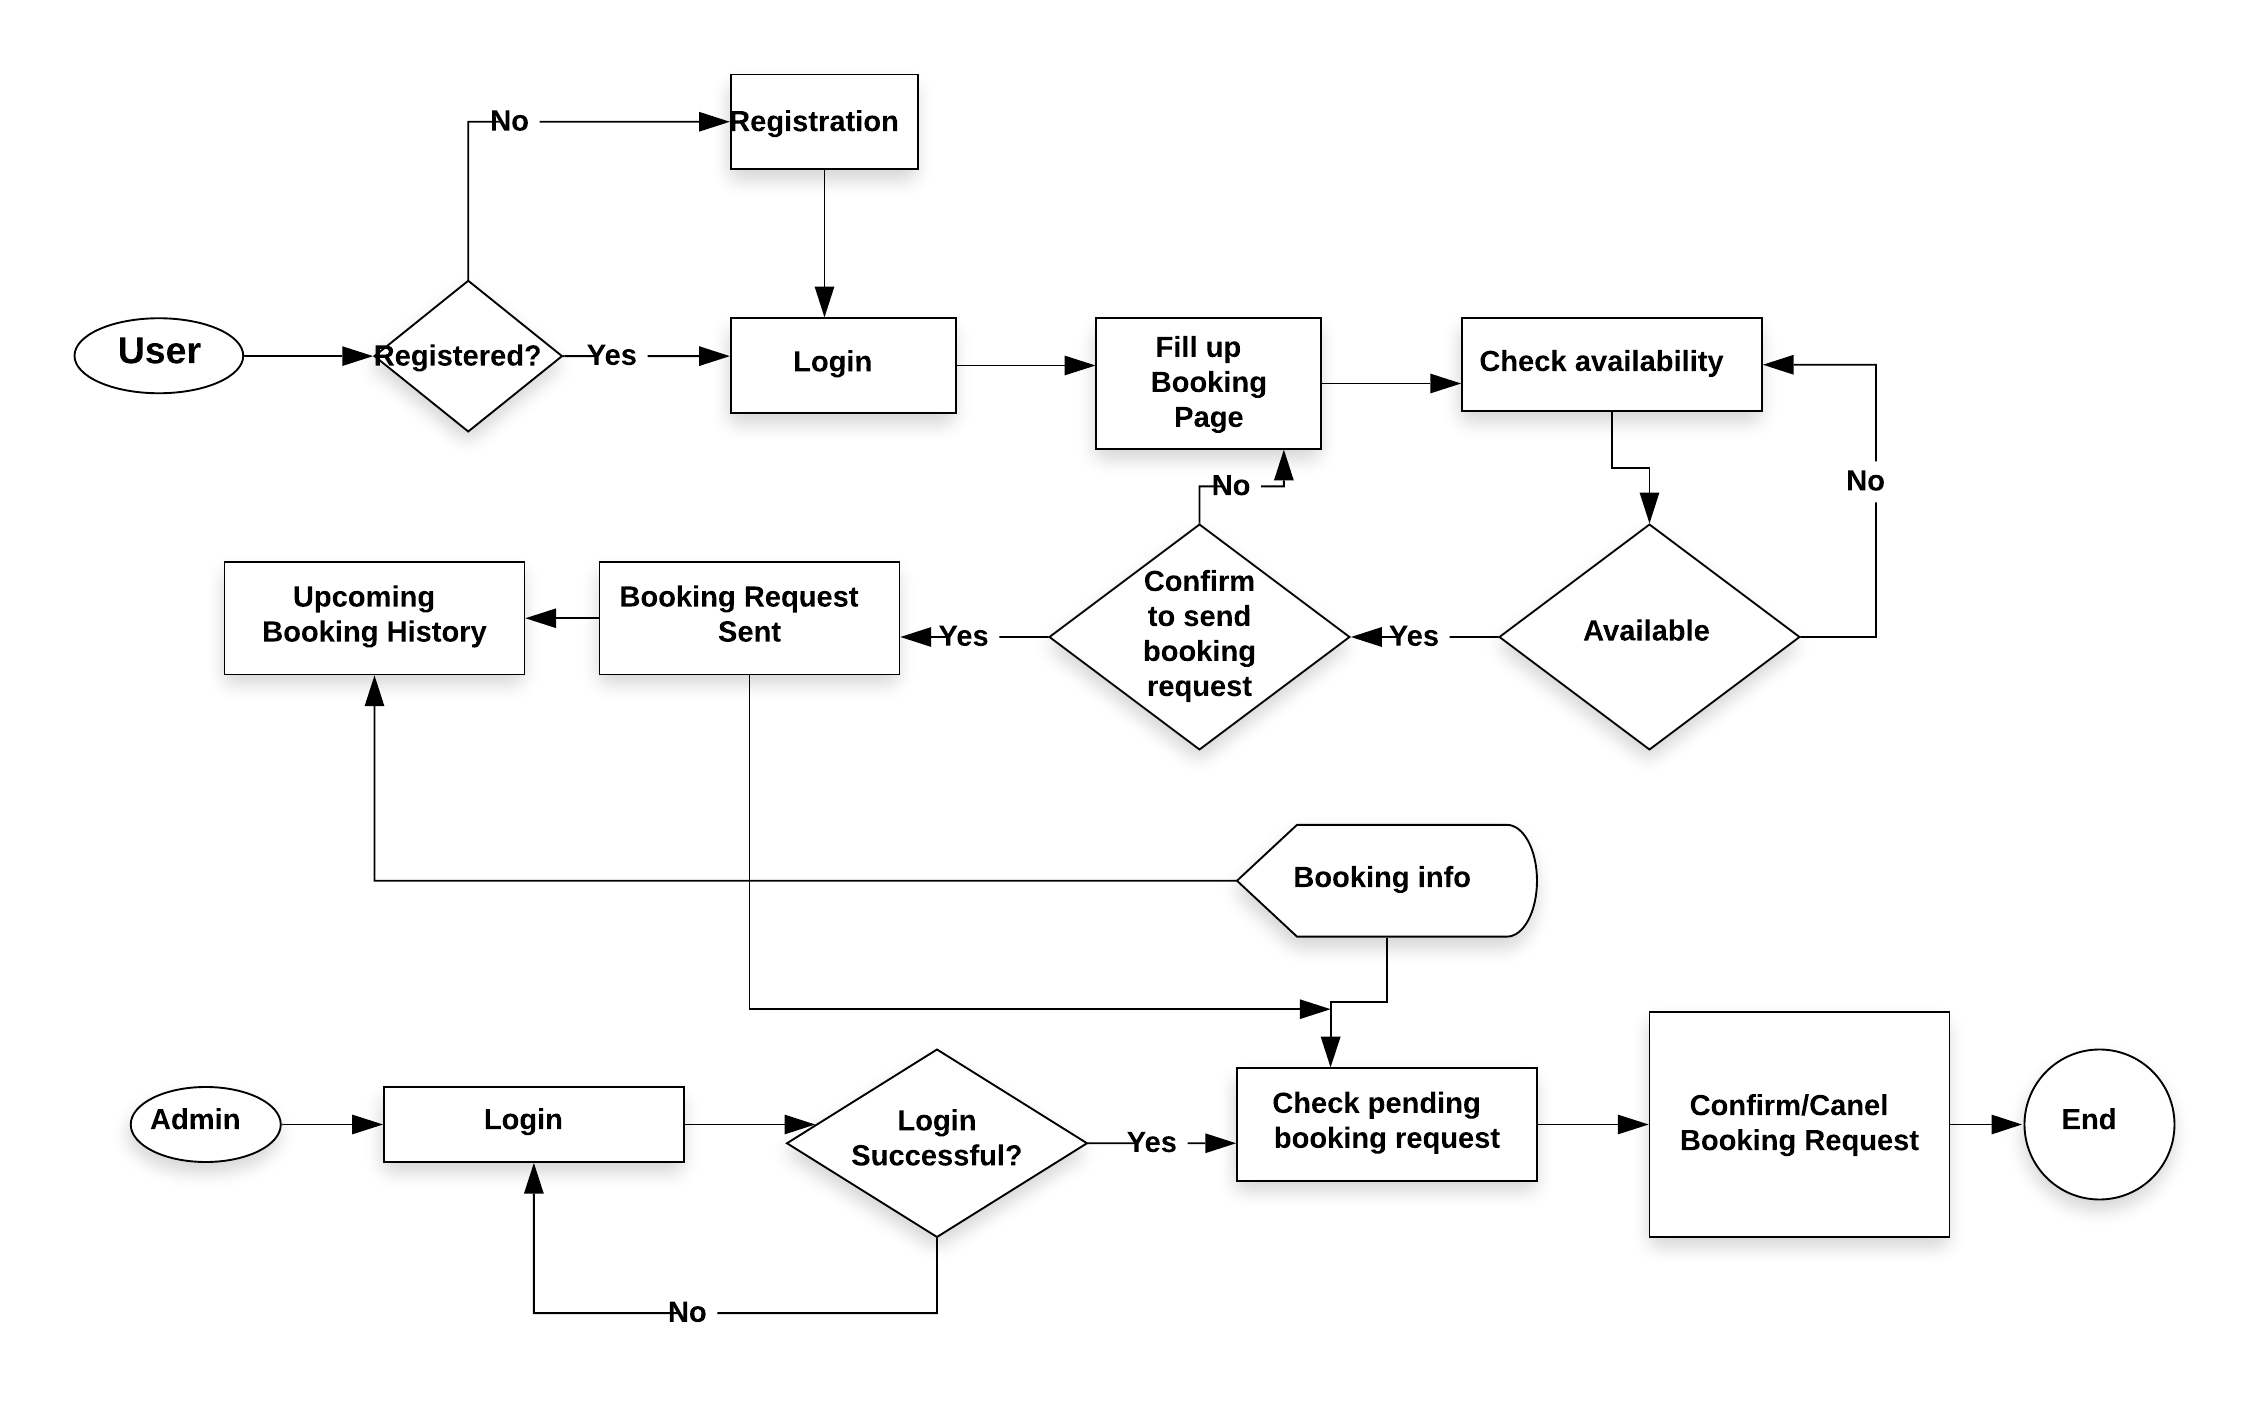 No
Registration
User
Registered?
Yes
Login
Fill up
Booking
Page
Check availability
No
No
Upcoming
Booking History
Booking Request
Sent
Yes
Confirm
to send
booking
request
Yes
Available
Booking info
Admin
Login
Login
Successful?
Yes
Check pending
booking request
Confirm/Canel
Booking Request
End
No